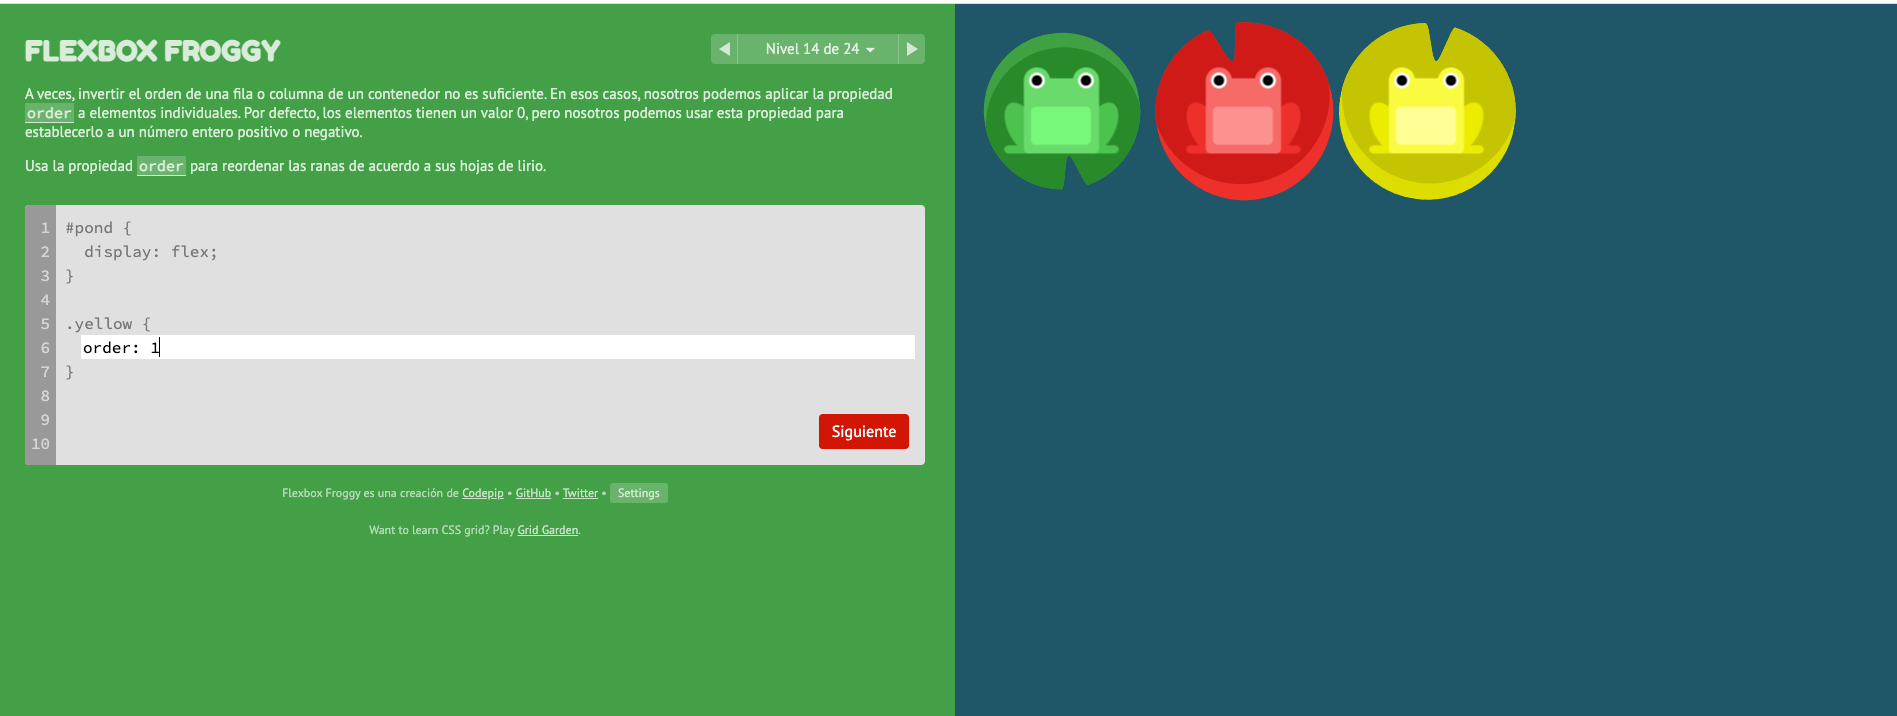 FLEXBOX FROGGY
Nivel 14 de 24
A veces, invertir el orden de una fila o columna de un contenedor no es suficiente. En esos casos, nosotros podemos aplicar la propiedad
order a elementos individuales. Por defecto, los elementos tienen un valor 0, pero nosotros podemos usar esta propiedad para
establecerlo a un número entero positivo o negativo.
Usa la propiedad order para reordenar las ranas de acuerdo a sus hojas de lirio.
1 #pond {
2 display: flex;
3 }
4
5 .yellow {
6 order: 1
7 }
8
9
10
Siguiente
Flexbox Froggy es una creación de Codepip • GitHub • Twitter • Settings
Want to learn CSS grid? Play Grid Garden.